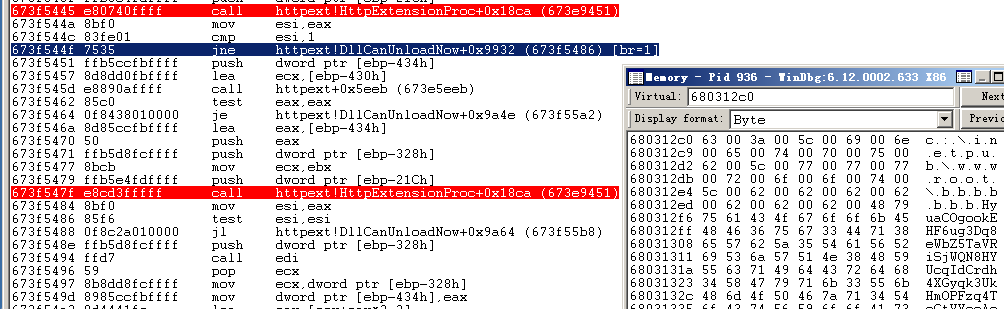 673f5445 e80740ffff call httpext!HttpExtensionProc+0x18ca (673e9451)
673f544a 8bf0 mov esi,eax
673f544c 83fe01 cmp esi,1
673f544f 7535 jne httpext!DllCanUnloadNow+0x9932 (673f5486) [br=1]
673f5451 ffb5ccfbffff push dword ptr [ebp-434h]
673f5457 8d8dd0fbffff lea ecx,[ebp-430h]
673f545d e8890affff call httpext+0x5eeb (673e5eeb)
673f5462 85c0 test eax,eax
673f5464 0f8438010000 je httpext!DllCanUnloadNow+0x9a4e (673f55a2)
673f546a 8d85ccfbffff lea eax,[ebp-434h]
673f5470 50 push eax
673f5471 ffb5d8fcffff push dword ptr [ebp-328h]
673f5477 8bcb mov ecx,ebx
673f5479 ffb5e4fdffff push dword ptr [ebp-21Ch]
673f547f e8cd3fffff call httpext!HttpExtensionProc+0x18ca (673e9451)
673f5484 8bf0 mov esi,eax
673f5486 85f6 test esi,esi
673f5488 0f8c2a010000 jl httpext!DllCanUnloadNow+0x9a64 (673f55b8)
673f548e ffb5d8fcffff push dword ptr [ebp-328h]
673f5494 ffd7 call edi
673f5496 59 pop ecx
673f5497 8b8dd8fcffff mov ecx,dword ptr [ebp-328h]
673f549d 8985ccfbffff mov dword ptr [ebp-434h],eax
Memory - Pid 936 - WinDbg:6.12.0002.633 X86
Virtual: 680312c0 Next
Display format: Byte Previo
680312c0 63 00 3a 00 5c 00 69 00 6e c.:.\.i.n
680312c9 00 65 00 74 00 70 00 75 00 .e.t.p.u.
680312d2 62 00 5c 00 77 00 77 00 77 b.\.w.w.w
680312db 00 72 00 6f 00 6f 00 74 00 .r.o.o.t.
680312e4 5c 00 62 00 62 00 62 00 62 \.b.b.b.b
680312ed 00 62 00 62 00 62 00 48 79 .b.b.b.Hy
680312f6 75 61 43 4f 67 6f 6f 6b 45 uaCOgookE
680312ff 48 46 36 75 67 33 44 71 38 HF6ug3Dq8
68031308 65 57 62 5a 35 54 61 56 52 eWbZ5TaVR
68031311 69 53 6a 57 51 4e 38 48 59 iSjWQN8HY
6803131a 55 63 71 49 64 43 72 64 68 UcqIdCrdh
68031323 34 58 47 79 71 6b 33 55 6b 4XGyqk3Uk
6803132c 48 6d 4f 50 46 7a 71 34 54 HmOPFzq4T